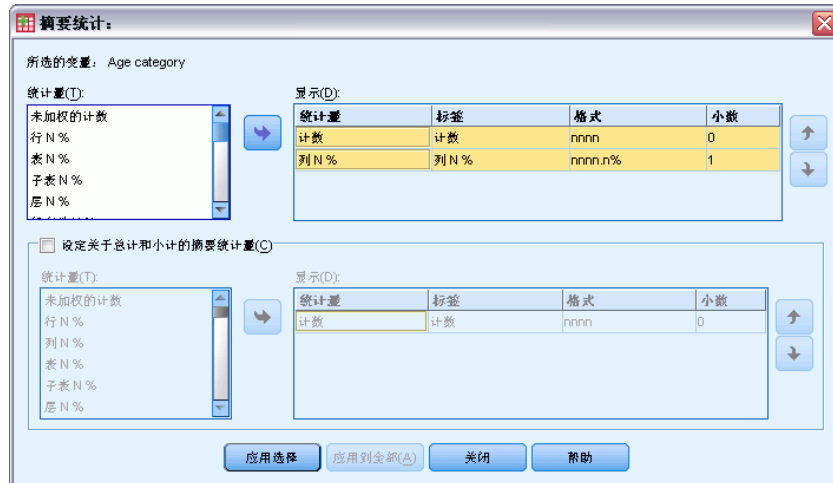 摘要统计：
所选的变量： Age category
统计量(T):
未加权的计数
行 N %
表 N %
子表 N %
层 N %
显示(D):
统计量 标签 格式 小数
计数 计数 nnnn 0
列 N % 列 N % nnnn.n% 1
设定关于总计和小计的摘要统计量(C)
统计量(T):
未加权的计数
行 N %
列 N %
表 N %
子表 N %
层 N %
显示(D):
统计量 标签 格式 小数
计数 计数 nnnn 0
应用选择 应用到全部(A) 关闭 帮助